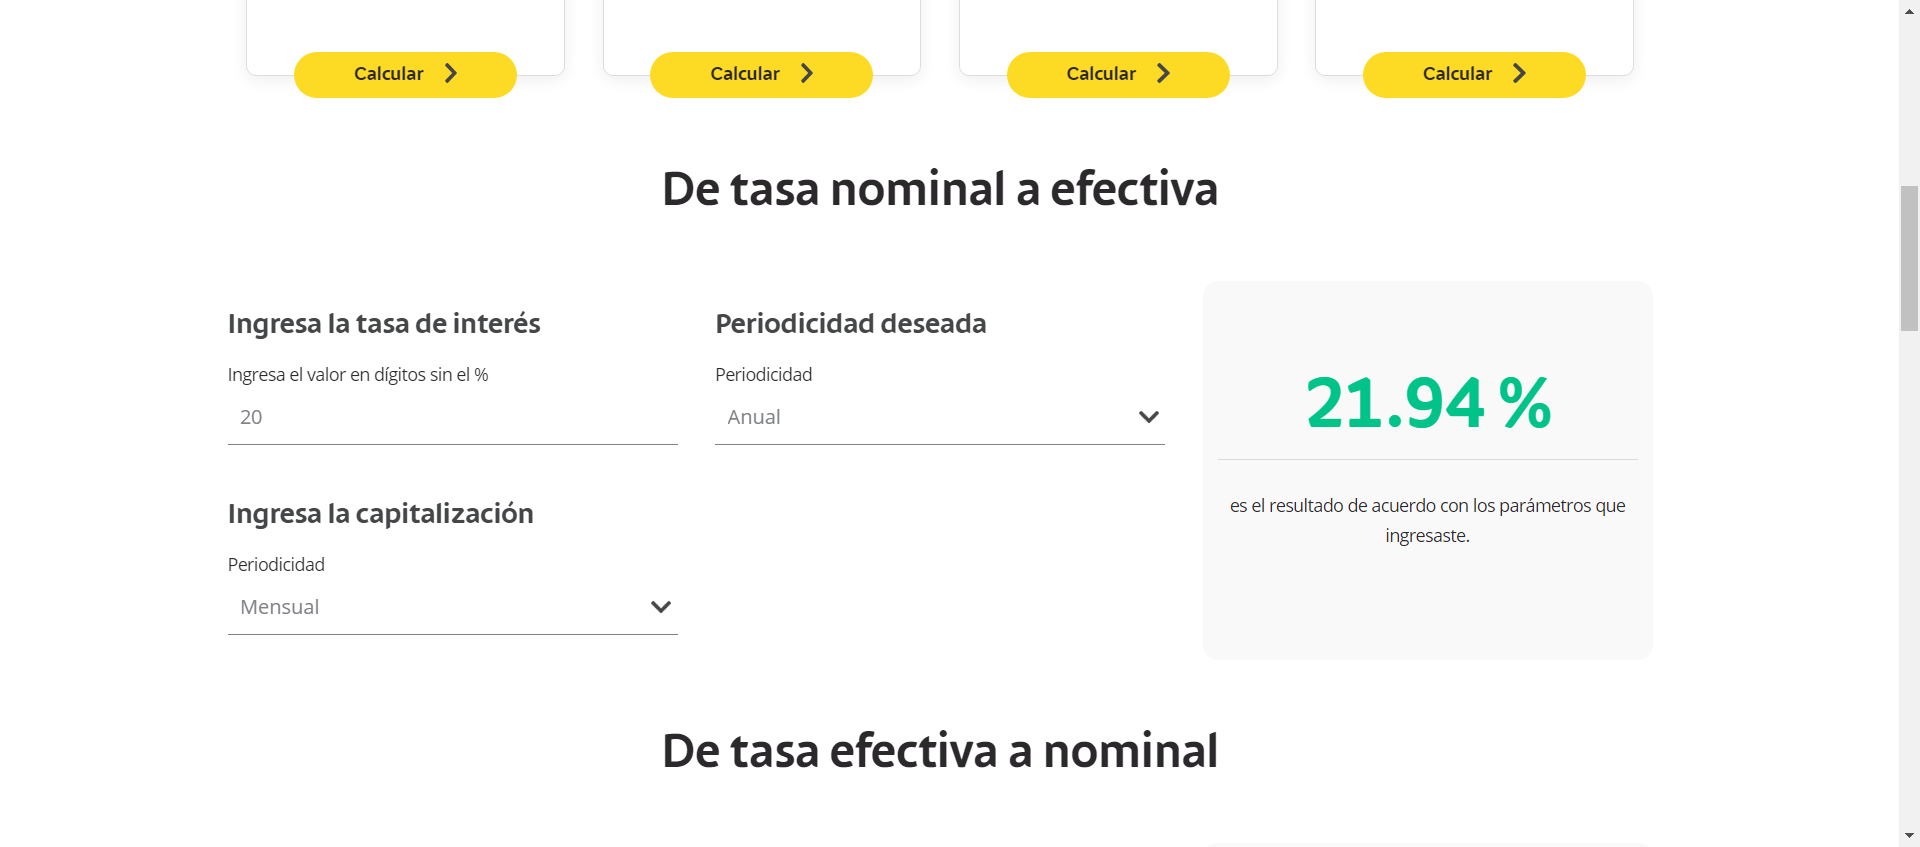 Calcular
Calcular
Calcular
Calcular
De tasa nominal a efectiva
Ingresa la tasa de interés
Ingresa el valor en dígitos sin el %
20
Periodicidad deseada
Periodicidad
Anual
Ingresa la capitalización
Periodicidad
Mensual
21.94 %
es el resultado de acuerdo con los parámetros que
ingresaste.
De tasa efectiva a nominal